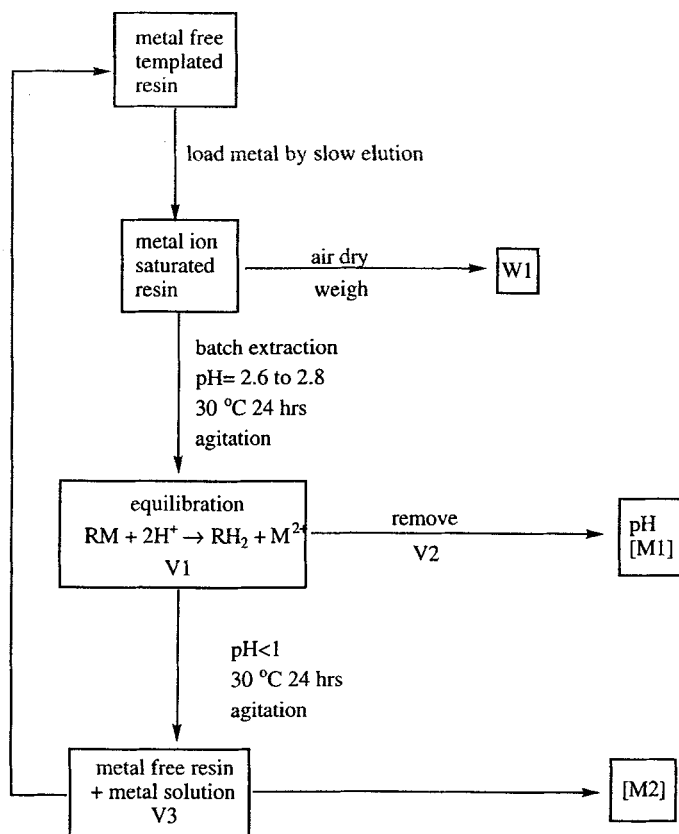 metal free
templated
resin
load metal by slow elution
metal ion
saturated
resin
air dry
weigh
W1
batch extraction
pH= 2.6 to 2.8
30 °C 24 hrs
agitation
equilibration
RM + 2H⁺ → RH₂ + M²⁺
V1
remove
V2
pH
[M1]
pH<1
30 °C 24 hrs
agitation
metal free resin
+ metal solution
V3
[M2]